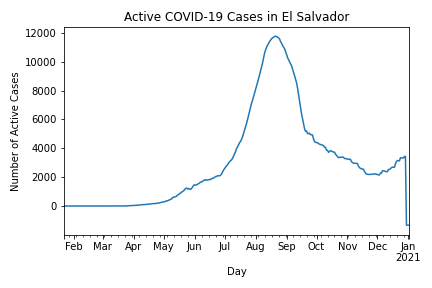 Active COVID-19 Cases in El Salvador
12000
10000
8000
6000
4000
2000
0
Number of Active Cases
Feb Mar Apr May Jun Jul Aug Sep Oct Nov Dec Jan
2021
Day